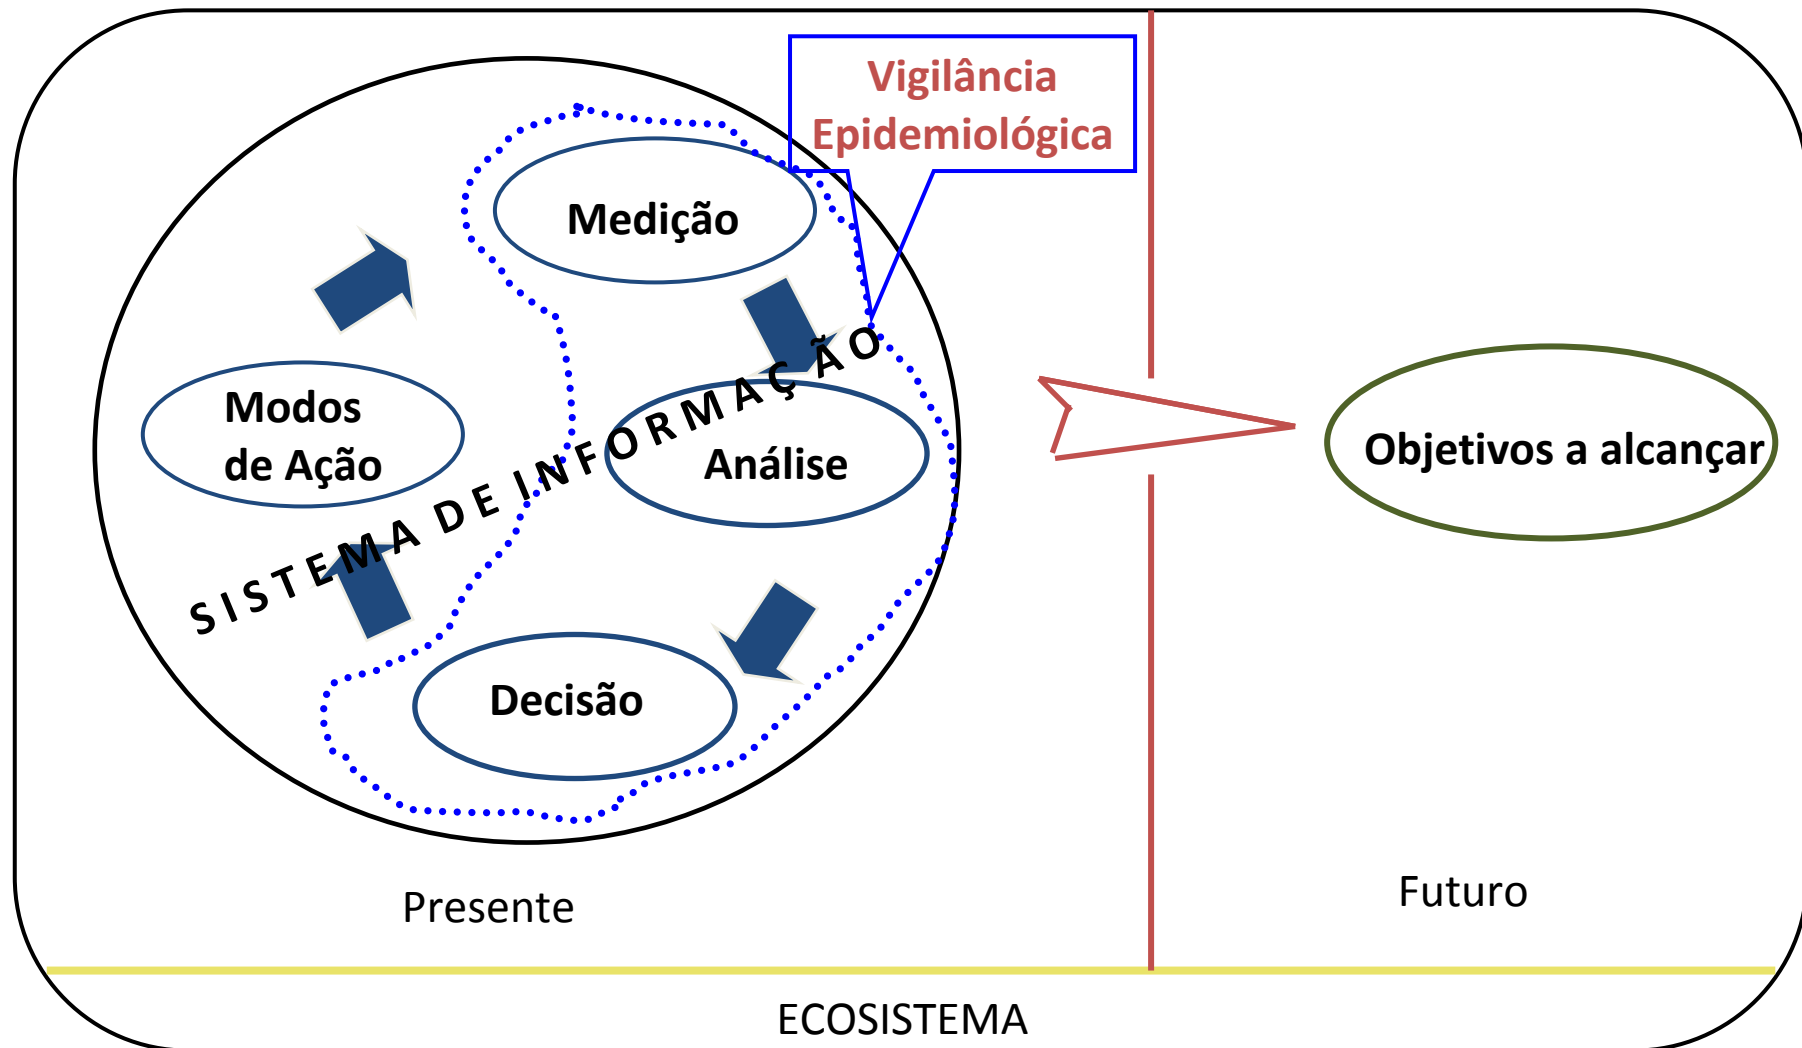 Vigilância
Epidemiológica
Medição
Modos
de Ação
Análise
SISTEMA DE INFORMAÇÃO
Decisão
Objetivos a alcançar
Presente
Futuro
ECOSISTEMA